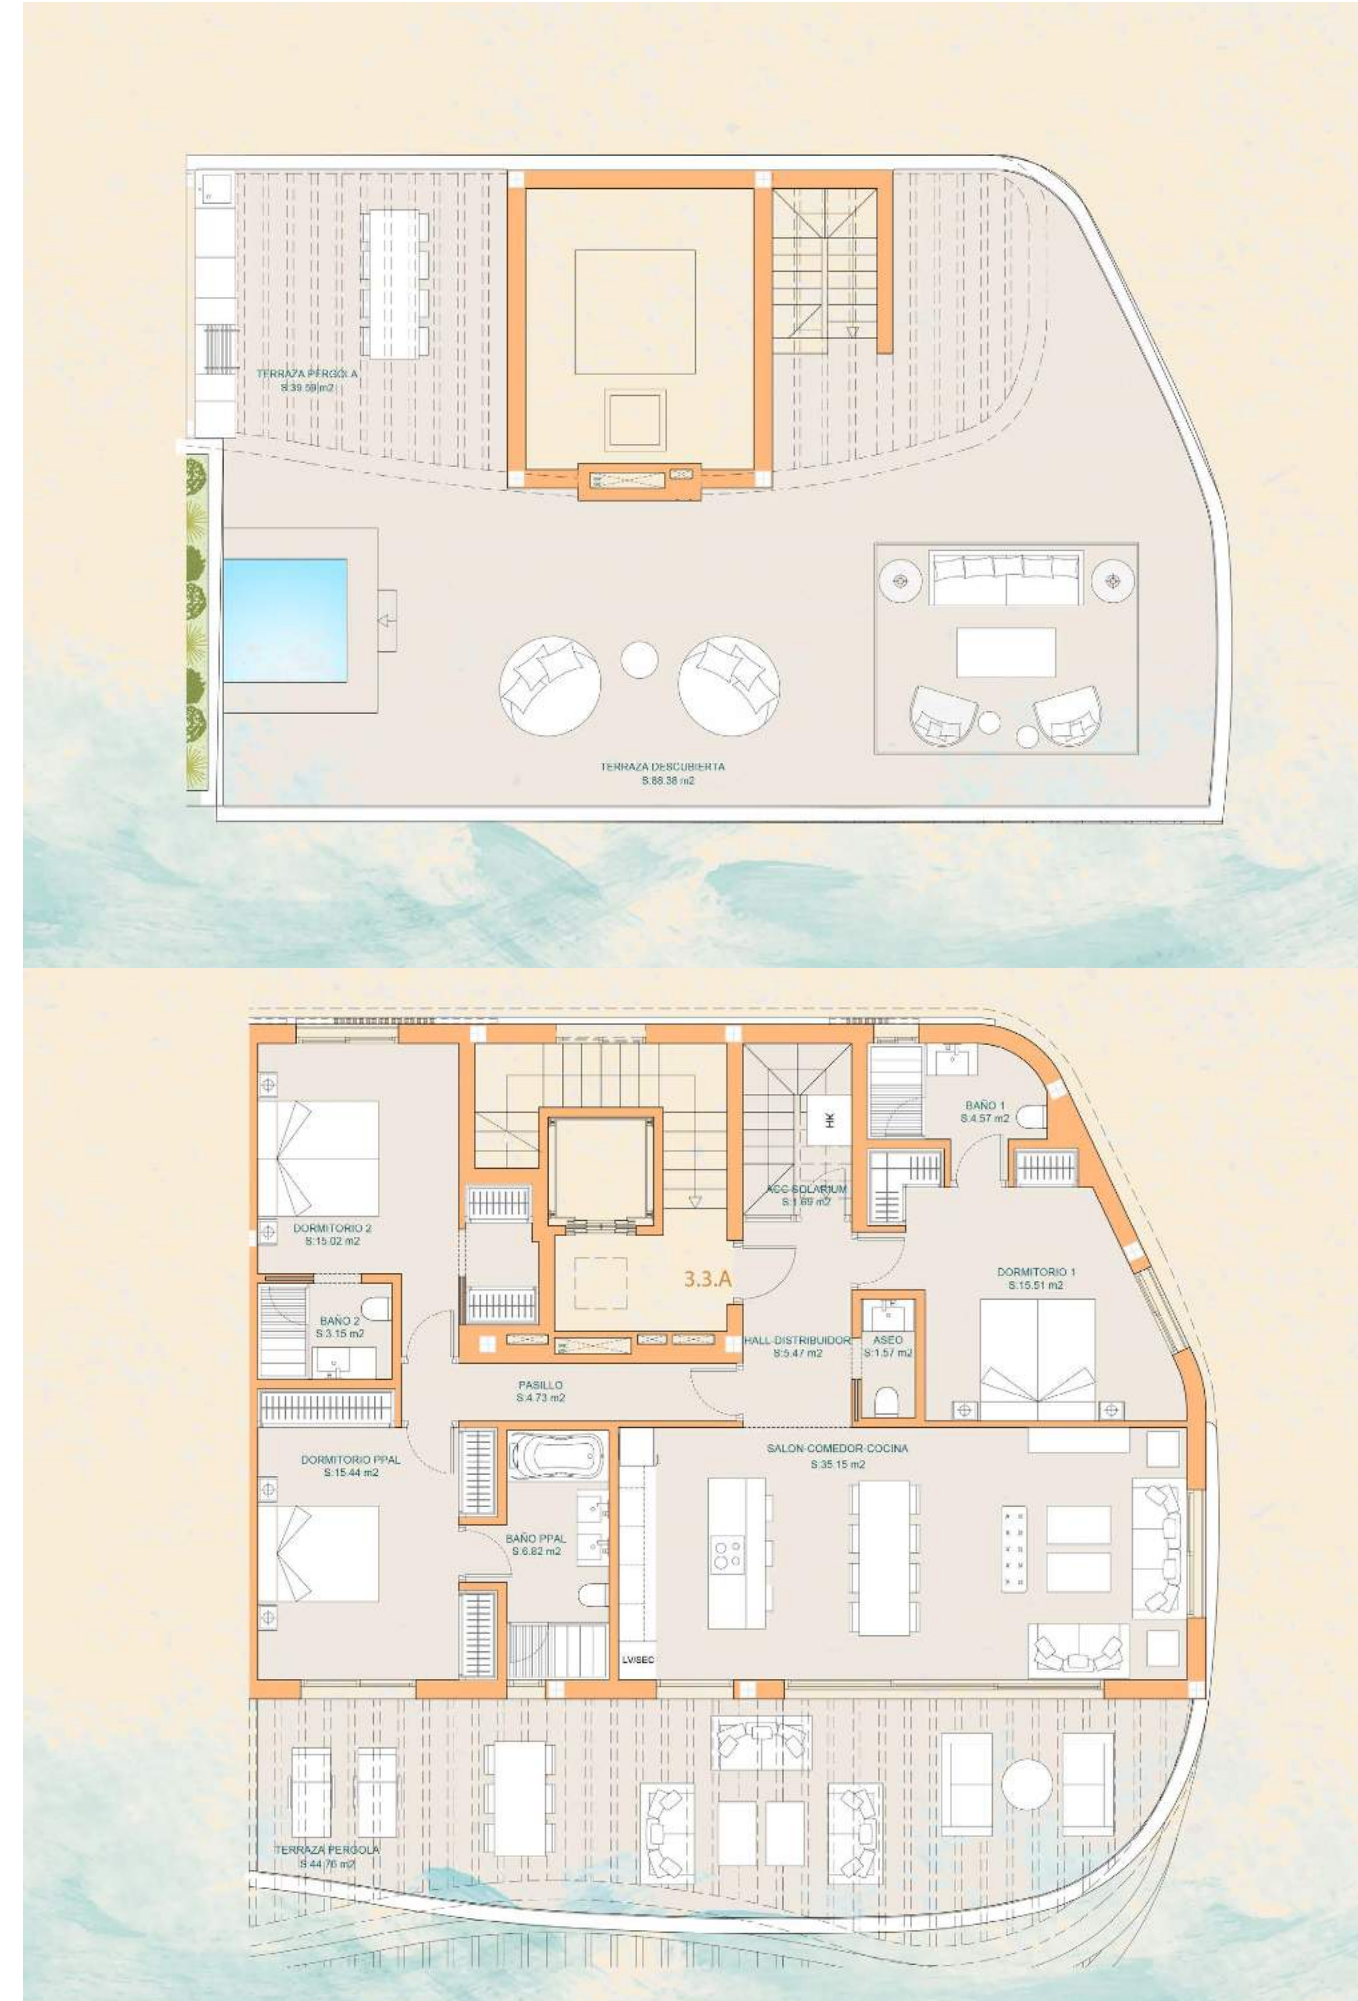 TERRAZA PERGOLA
S:39.59 m2
TERRAZA DESCUBIERTA
S:88.38 m2
BAÑO 1
S:4.57 m2
HK
ACC-SOLARIUM
S:1.69 m2
DORMITORIO 2
S:15.02 m2
3.3.A
DORMITORIO 1
S:15.51 m2
BAÑO 2
S:3.15 m2
HALL-DISTRIBUIDOR
S:5.47 m2
ASEO
S:1.57 m2
PASILLO
S:4.73 m2
SALON-COMEDOR-COCINA
S:35.15 m2
DORMITORIO PPAL
S:15.44 m2
BAÑO PPAL
S:6.82 m2
LV/SEC
TERRAZA PERGOLA
S:44.76 m2